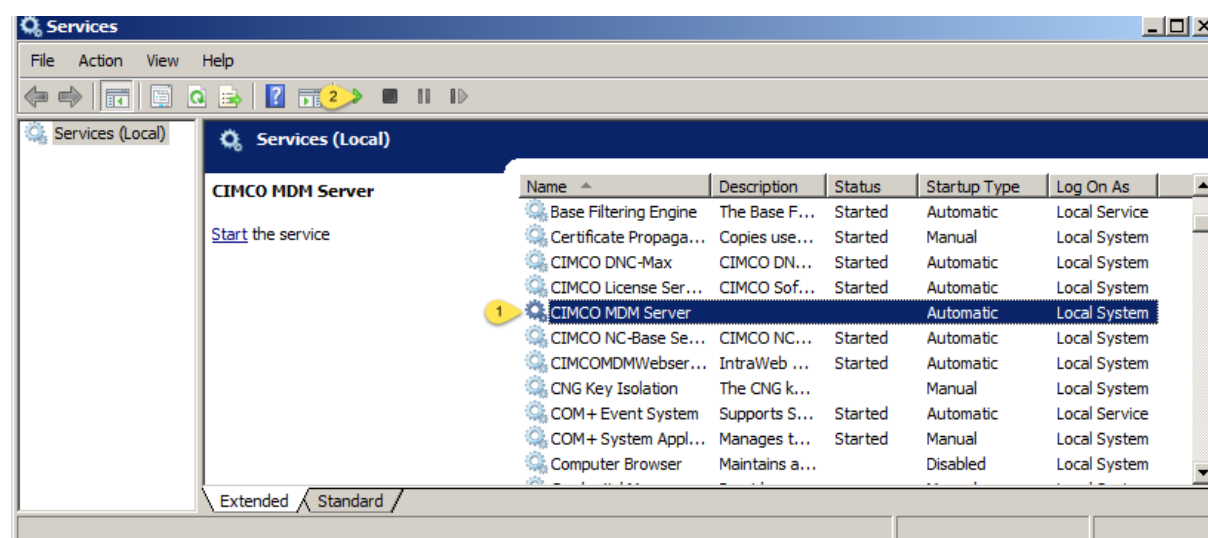 Services
File Action View Help
2
Services (Local)
Services (Local)
CIMCO MDM Server
Start the service
Name Description Status Startup Type Log On As
Base Filtering Engine The Base F... Started Automatic Local Service
Certificate Propaga... Copies use... Started Manual Local System
CIMCO DNC-Max CIMCO DN... Started Automatic Local System
CIMCO License Ser... CIMCO Sof... Started Automatic Local System
1 CIMCO MDM Server Automatic Local System
CIMCO NC-Base Se... CIMCO NC... Started Automatic Local System
CIMCOMDMWebser... IntraWeb ... Started Automatic Local System
CNG Key Isolation The CNG k... Manual Local System
COM+ Event System Supports S... Started Automatic Local Service
COM+ System Appl... Manages t... Started Manual Local System
Computer Browser Maintains a... Disabled Local System
Extended Standard